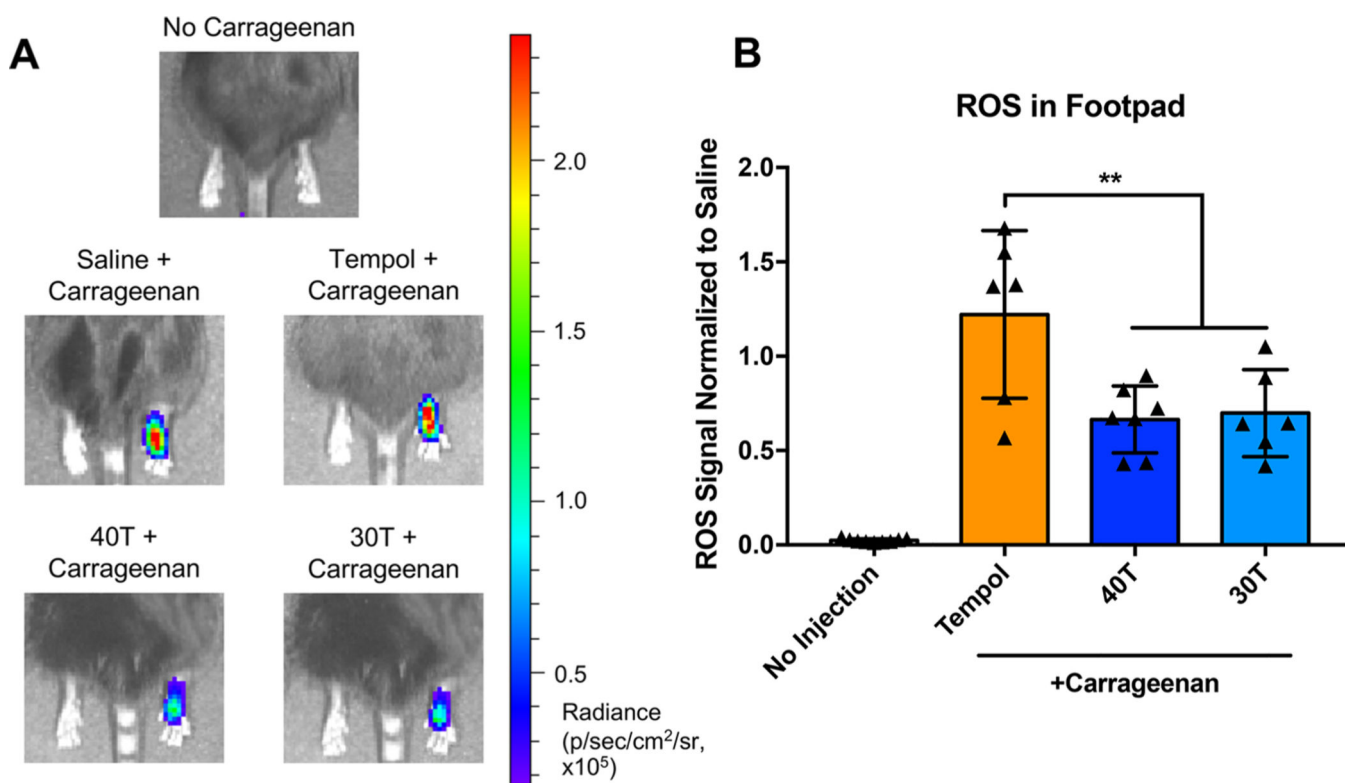 A
No Carrageenan
Saline +
Carrageenan
Tempol +
Carrageenan
40T +
Carrageenan
30T +
Carrageenan
2.0
1.5
1.0
0.5
Radiance
(p/sec/cm²/sr,
x10⁵)
B
ROS in Footpad
ROS Signal Normalized to Saline
2.0
1.5
1.0
0.5
0.0
**
No Injection
Tempol
40T
30T
+Carrageenan